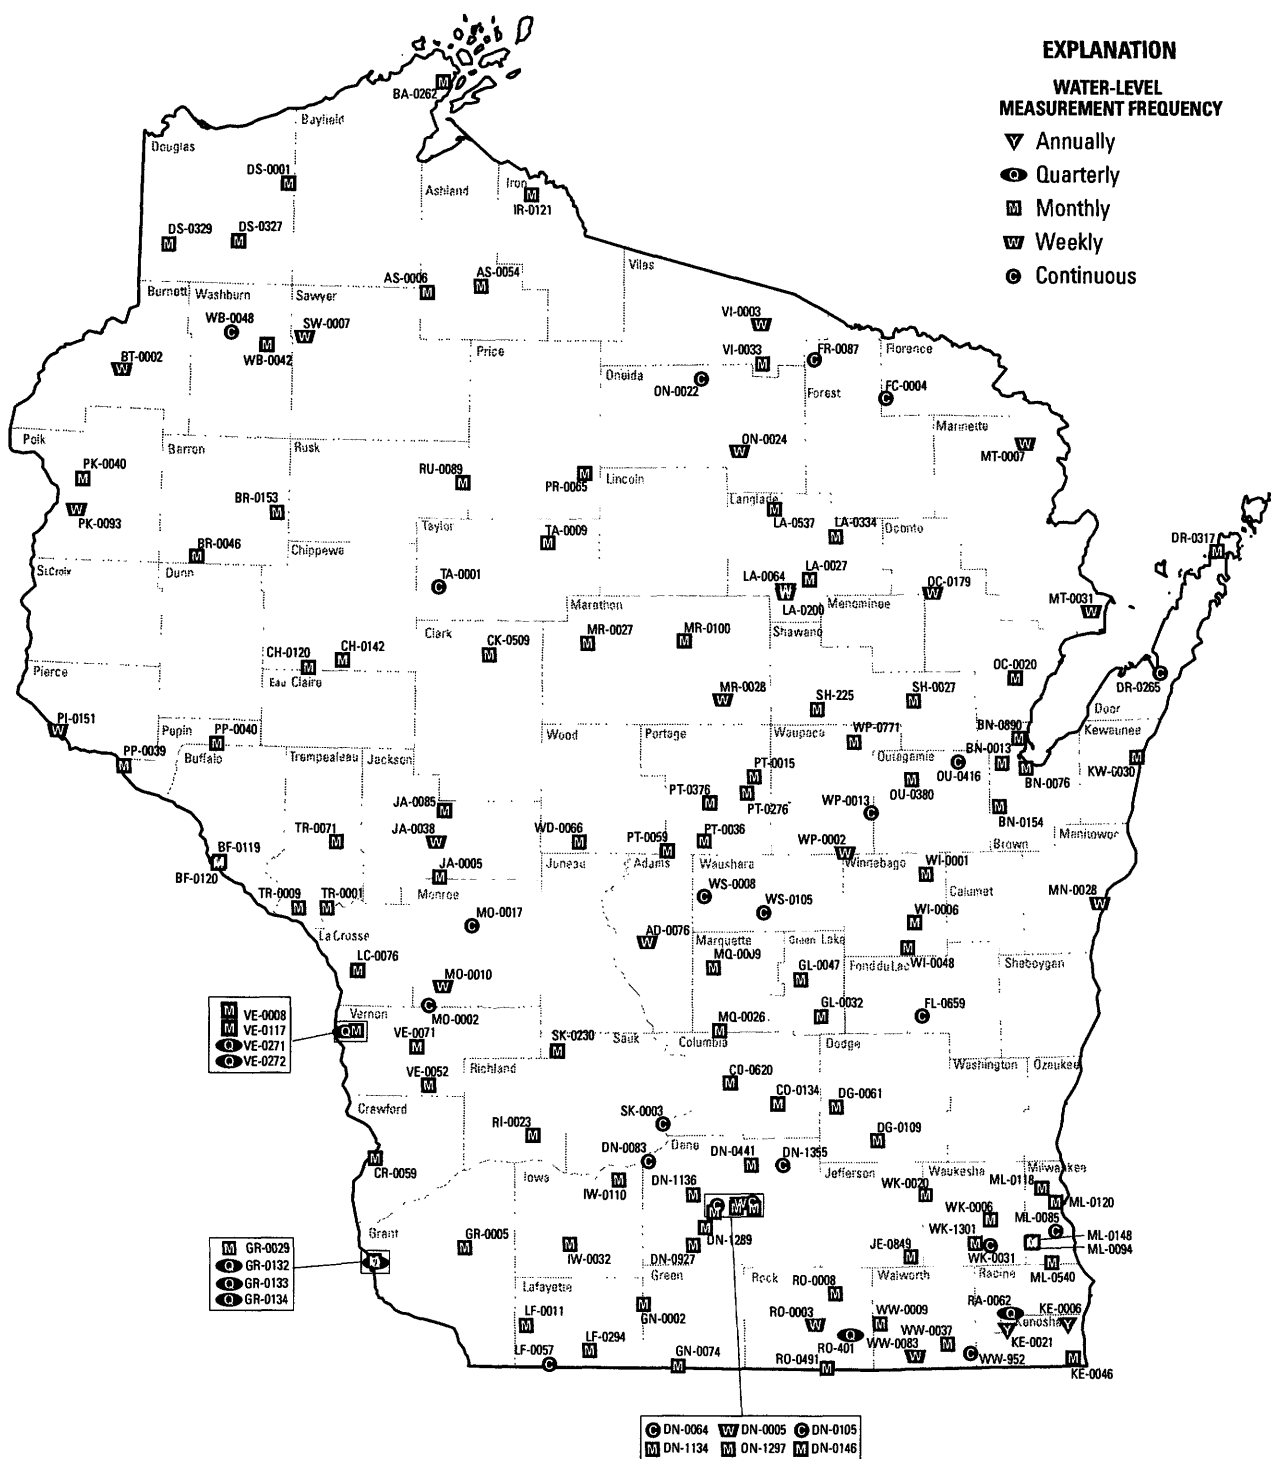 EXPLANATION
WATER-LEVEL
MEASUREMENT FREQUENCY
Y Annually
Q Quarterly
M Monthly
W Weekly
C Continuous
BA-0262
Bayfield
Douglas
DS-0001
Ashland
Iron
IR-0121
DS-0329
DS-0327
Vilas
AS-0006
AS-0054
Burnett
Washburn
Sawyer
WB-0048
SW-0007
VI-0003
WB-0042
BT-0002
Price
VI-0033
FR-0087
Florence
Oneida
ON-0022
Forest
FC-0004
Polk
Barron
Rusk
ON-0024
Marinette
MT-0007
PK-0040
RU-0089
PR-0065
Lincoln
PK-0093
BR-0153
Langlade
LA-0537
LA-0334
Oconto
Taylor
TA-0009
DR-0317
BR-0046
Chippewa
St.Croix
Dunn
TA-0001
LA-0064
LA-0027
OC-0179
LA-0200
Menominee
MT-0031
Marathon
Clark
CK-0509
MR-0027
MR-0100
Shawano
CH-0120
CH-0142
Eau Claire
Pierce
OC-0020
DR-0265
MR-0028
SH-225
SH-0027
Door
PI-0151
Pepin
PP-0040
PP-0039
Buffalo
Trempealeau
Jackson
Wood
Portage
Waupaca
WP-0771
Outagamie
BN-0890
Kewaunee
BN-0013
OU-0416
BN-0076
KW-0030
PT-0015
OU-0380
PT-0376
PT-0276
JA-0085
WP-0013
BN-0154
TR-0071
JA-0038
WD-0066
PT-0059
PT-0036
WP-0002
Brown
Manitowoc
BF-0119
BF-0120
JA-0005
Juneau
Adams
Waushara
Winnebago
WI-0001
Calumet
Monroe
TR-0009
TR-0001
WS-0008
WS-0105
MN-0028
MO-0017
WI-0006
La Crosse
AD-0076
Marquette
Green Lake
LC-0076
MQ-0009
GL-0047
Fond du Lac
WI-0048
Sheboygan
MO-0010
MO-0002
GL-0032
FL-0659
M VE-0008
M VE-0117
Q VE-0271
Q VE-0272
Vernon
VE-0071
SK-0230
Sauk
MQ-0026
Columbia
Dodge
VE-0052
Richland
CO-0620
Washington
Ozaukee
Crawford
CO-0134
DG-0061
RI-0023
SK-0003
DG-0109
CR-0059
DN-0083
Dane
DN-0441
DN-1355
Iowa
IW-0110
DN-1136
Jefferson
Waukesha
Milwaukee
WK-0020
ML-0118
ML-0120
Grant
GR-0005
IW-0032
DN-1289
DN-0927
WK-0006
WK-1301
ML-0085
ML-0148
ML-0094
WK-0031
JE-0849
ML-0540
M GR-0029
Q GR-0132
Q GR-0133
Q GR-0134
Lafayette
Green
Rock
RO-0008
Walworth
Racine
LF-0011
GN-0002
RO-0003
WW-0009
RA-0062
KE-0006
Kenosha
LF-0294
LF-0057
GN-0074
RO-401
WW-0037
WW-0083
KE-0021
RO-0491
WW-952
KE-0046
C DN-0064 W DN-0005 C DN-0105
M DN-1134 M ON-1297 M DN-0146